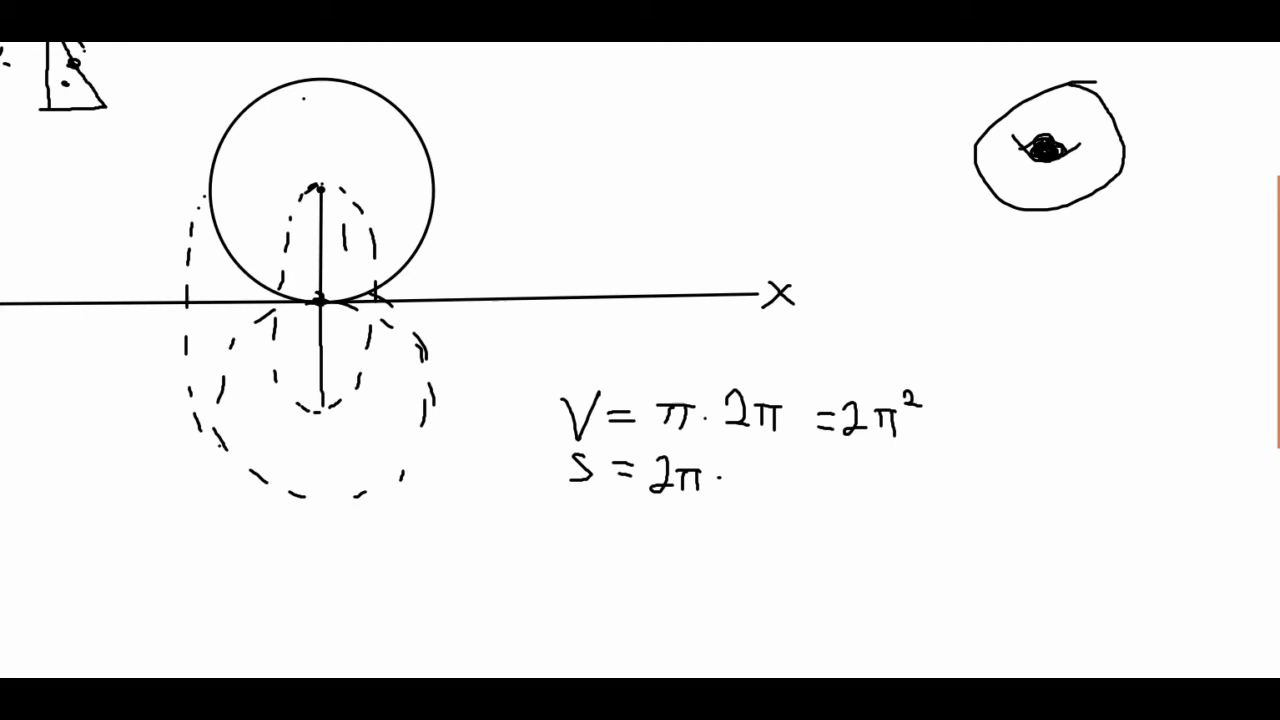 X
V = π · 2π = 2π²
S = 2π ·